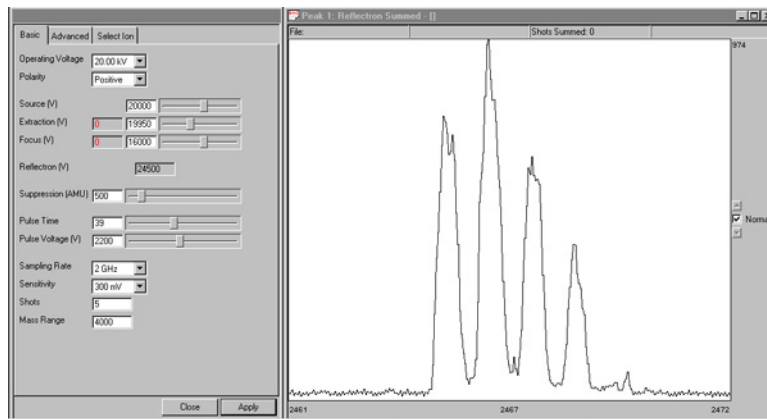 Basic Advanced Select Ion
Operating Voltage 20.00 kV
Polarity Positive
Source (V) 20000
Extraction (V) 0 19950
Focus (V) 0 16000
Reflectron (V) 24500
Suppression (AMU) 500
Pulse Time 39
Pulse Voltage (V) 2200
Sampling Rate 2 GHz
Sensitivity 300 mV
Shots 5
Mass Range 4000
Close Apply
Peak 1: Reflectron Summed - []
File: Shots Summed: 0
974
Norma
2461 2467 2472